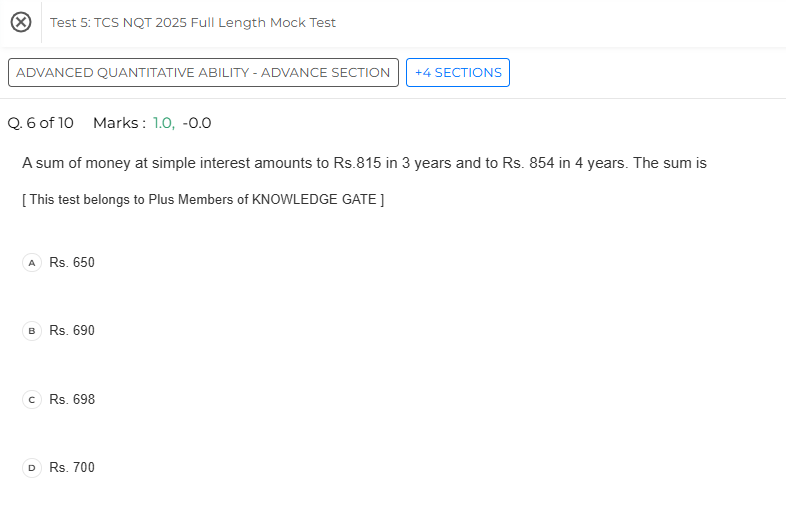 Test 5: TCS NQT 2025 Full Length Mock Test
ADVANCED QUANTITATIVE ABILITY - ADVANCE SECTION +4 SECTIONS
Q. 6 of 10 Marks : 1.0, -0.0
A sum of money at simple interest amounts to Rs.815 in 3 years and to Rs. 854 in 4 years. The sum is
[ This test belongs to Plus Members of KNOWLEDGE GATE ]
A Rs. 650
B Rs. 690
C Rs. 698
D Rs. 700